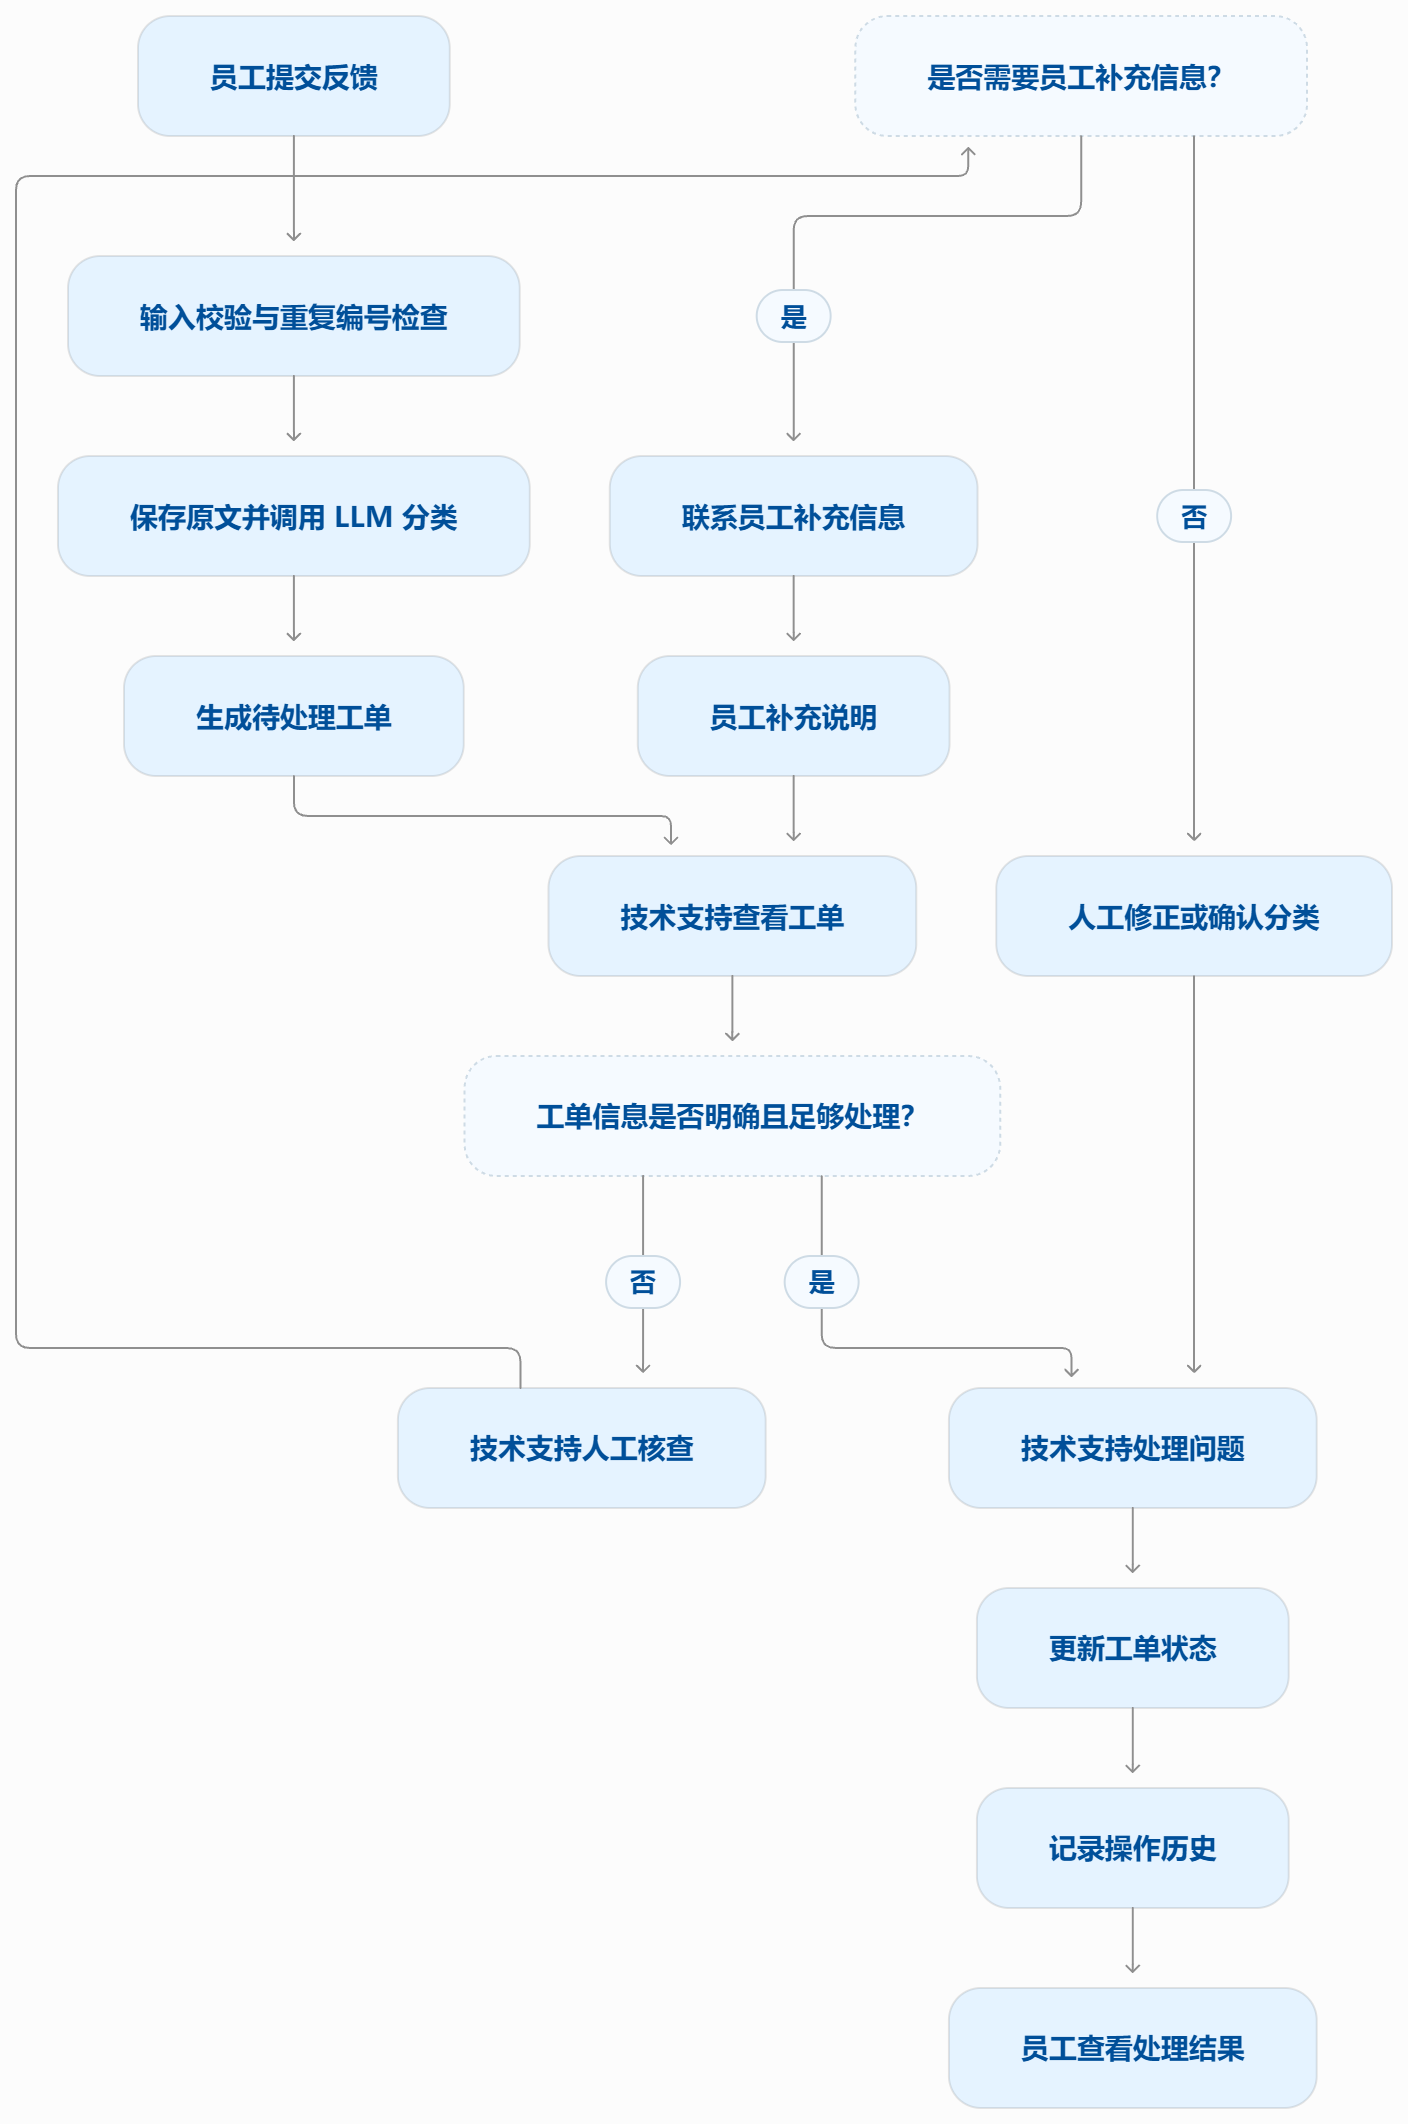 员工提交反馈
是否需要员工补充信息？
输入校验与重复编号检查
是
保存原文并调用 LLM 分类
联系员工补充信息
否
生成待处理工单
员工补充说明
技术支持查看工单
人工修正或确认分类
工单信息是否明确且足够处理？
否
是
技术支持人工核查
技术支持处理问题
更新工单状态
记录操作历史
员工查看处理结果